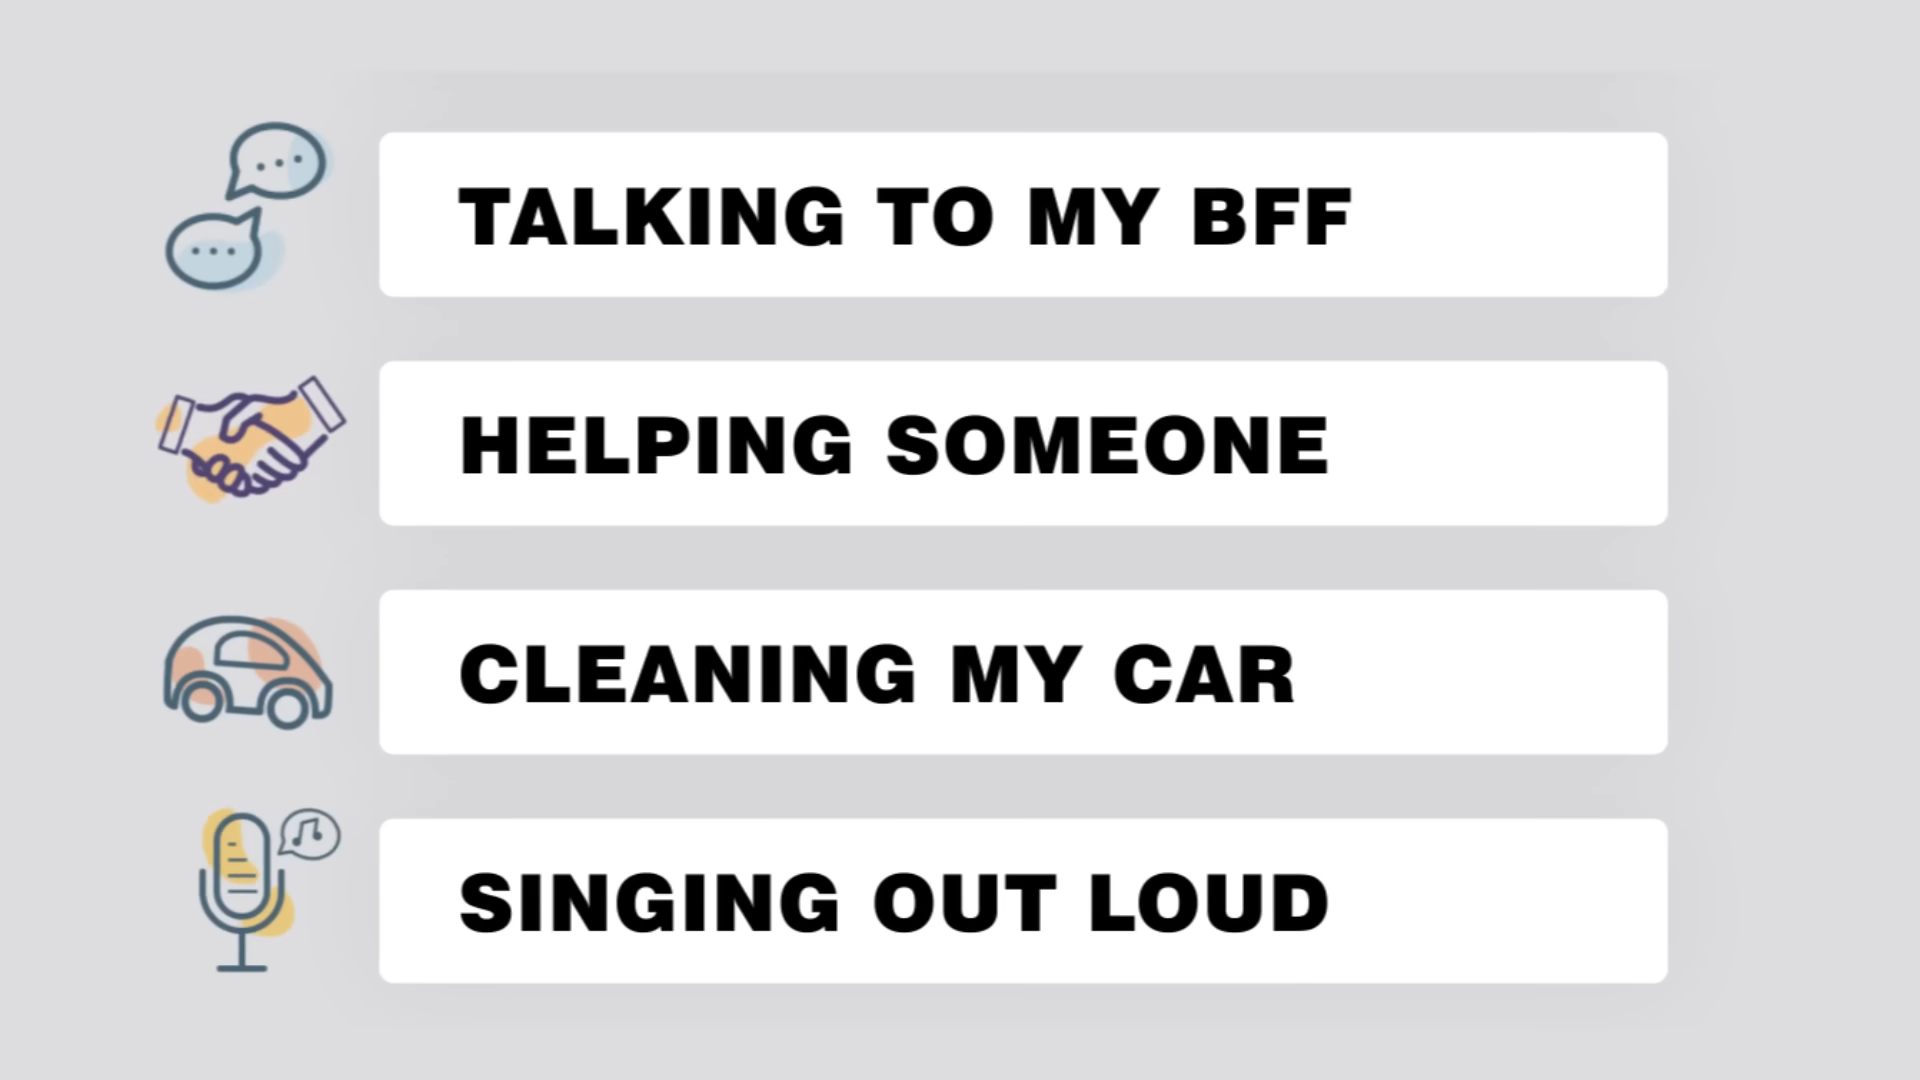 TALKING TO MY BFF
HELPING SOMEONE
CLEANING MY CAR
SINGING OUT LOUD